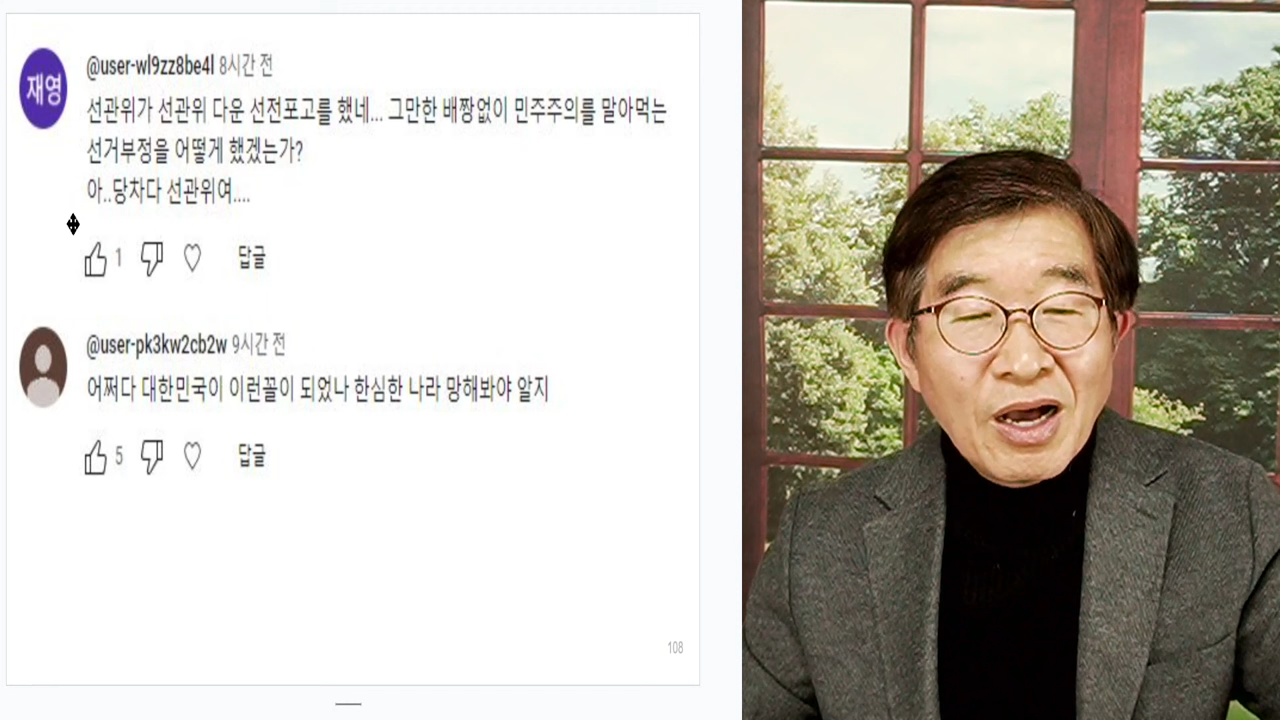 재영
@user-wl9zz8be4l 8시간 전
선관위가 선관위 다운 선전포고를 했네... 그만한 배짱없이 민주주의를 말아먹는
선거부정을 어떻게 했겠는가?
아..당차다 선관위여....
1 답글
@user-pk3kw2cb2w 9시간 전
어쩌다 대한민국이 이런꼴이 되었나 한심한 나라 망해봐야 알지
5 답글
108